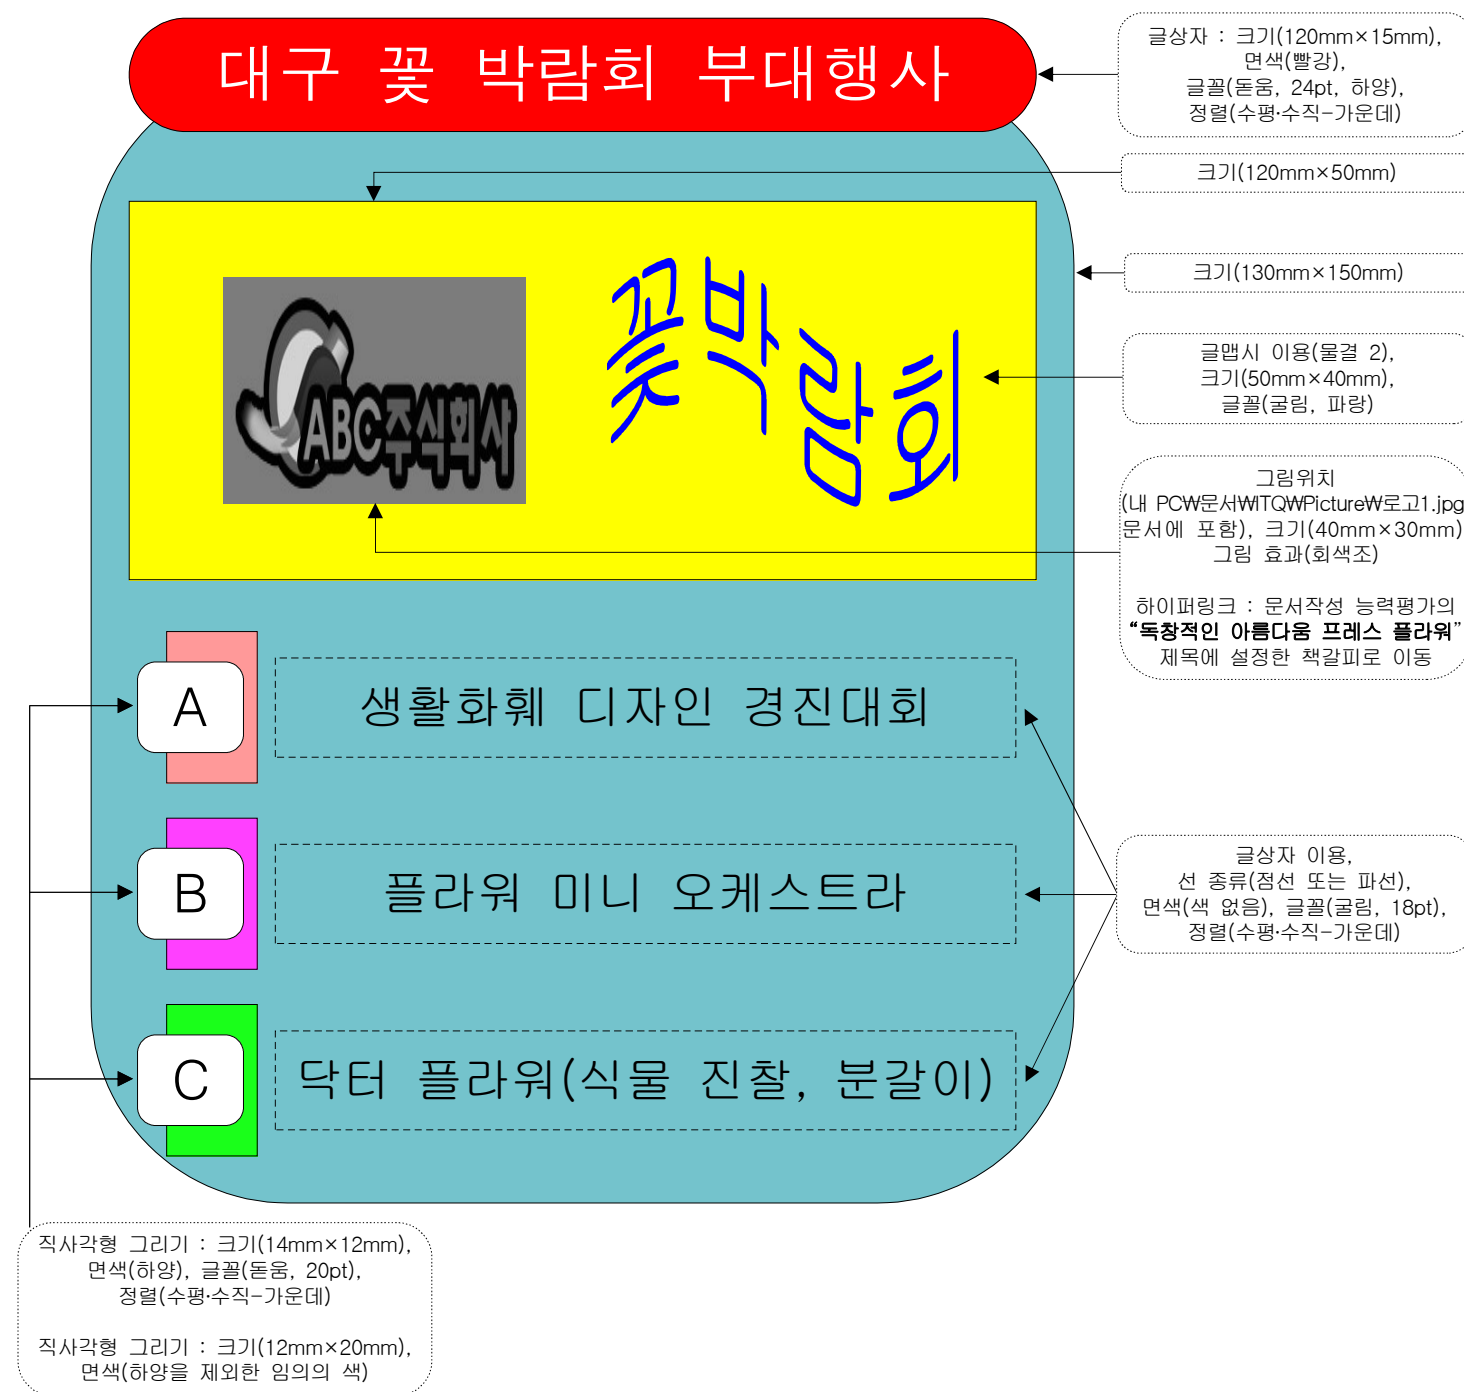 대구 꽃 박람회 부대행사
글상자 : 크기(120mm×15mm),
면색(빨강),
글꼴(돋움, 24pt, 하양),
정렬(수평·수직-가운데)
크기(120mm×50mm)
크기(130mm×150mm)
꽃박람회
ABC주식회사
글맵시 이용(물결 2),
크기(50mm×40mm),
글꼴(굴림, 파랑)
그림위치
(내 PC₩문서₩ITQ₩Picture₩로고1.jpg
문서에 포함), 크기(40mm×30mm)
그림 효과(회색조)
하이퍼링크 : 문서작성 능력평가의
“독창적인 아름다움 프레스 플라워”
제목에 설정한 책갈피로 이동
A
생활화훼 디자인 경진대회
B
플라워 미니 오케스트라
C
닥터 플라워(식물 진찰, 분갈이)
글상자 이용,
선 종류(점선 또는 파선),
면색(색 없음), 글꼴(굴림, 18pt),
정렬(수평·수직-가운데)
직사각형 그리기 : 크기(14mm×12mm),
면색(하양), 글꼴(돋움, 20pt),
정렬(수평·수직-가운데)
직사각형 그리기 : 크기(12mm×20mm),
면색(하양을 제외한 임의의 색)